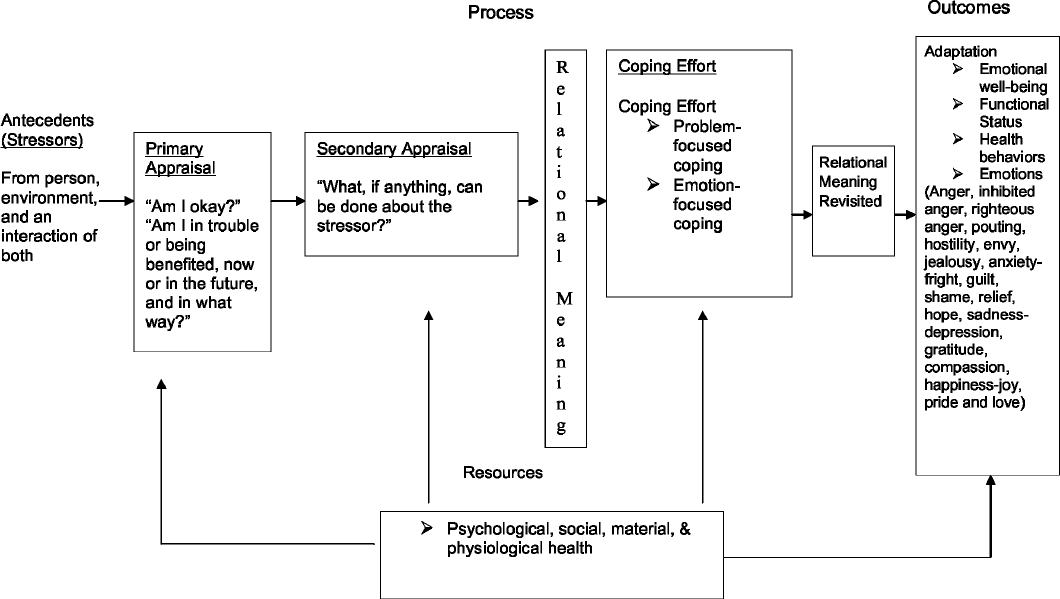 Process
Outcomes
Antecedents
(Stressors)
From person,
environment,
and an
interaction of
both
Primary
Appraisal
“Am I okay?”
“Am I in trouble
or being
benefited, now
or in the future,
and in what
way?”
Secondary Appraisal
“What, if anything, can
be done about the
stressor?”
Relational Meaning
Coping Effort
Coping Effort
➢ Problem-
focused
coping
➢ Emotion-
focused
coping
Relational
Meaning
Revisited
Adaptation
➢ Emotional
well-being
➢ Functional
Status
➢ Health
behaviors
➢ Emotions
(Anger, inhibited
anger, righteous
anger, pouting,
hostility, envy,
jealousy, anxiety-
fright, guilt,
shame, relief,
hope, sadness-
depression,
gratitude,
compassion,
happiness-joy,
pride and love)
Resources
➢ Psychological, social, material, &
physiological health